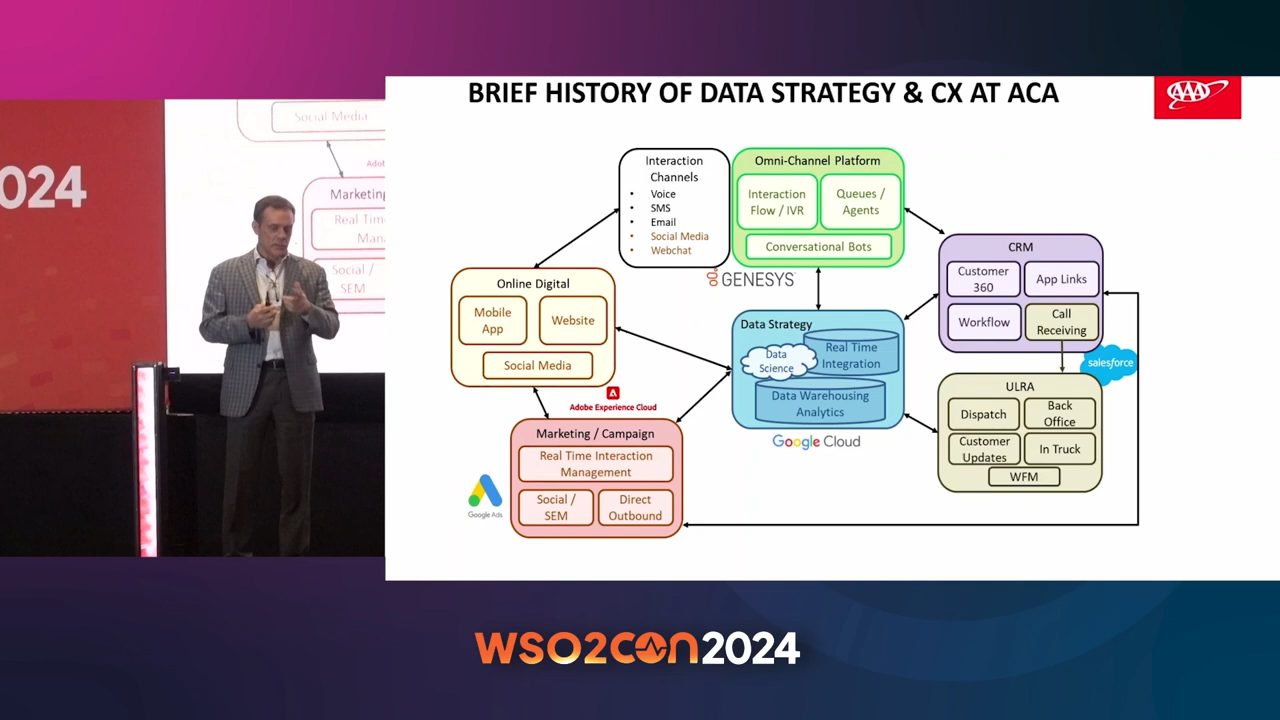 BRIEF HISTORY OF DATA STRATEGY & CX AT ACA
AAA
024
Social Media
Adob
Marketing
Real Tim
Mana
Social /
SEM
Interaction
Channels
• Voice
• SMS
• Email
• Social Media
• Webchat
Omni-Channel Platform
Interaction
Flow / IVR
Queues /
Agents
Conversational Bots
GENESYS
CRM
Customer
360
App Links
Workflow
Call
Receiving
salesforce
Online Digital
Mobile
App
Website
Social Media
Adobe Experience Cloud
Data Strategy
Data
Science
Real Time
Integration
Data Warehousing
Analytics
Google Cloud
ULRA
Dispatch
Back
Office
Customer
Updates
In Truck
WFM
Marketing / Campaign
Real Time Interaction
Management
Social /
SEM
Direct
Outbound
Google Ads
WSO2CON2024